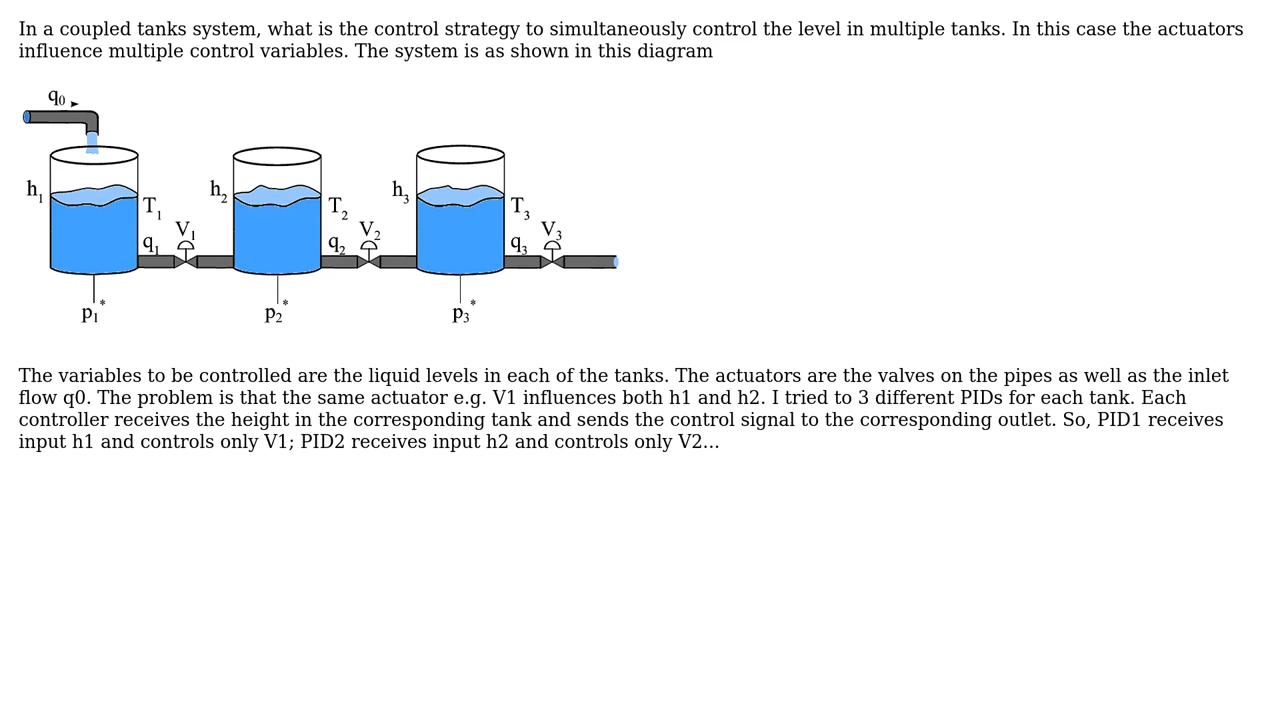 In a coupled tanks system, what is the control strategy to simultaneously control the level in multiple tanks. In this case the actuators
influence multiple control variables. The system is as shown in this diagram
q0
h1 h2 h3
T1 T2 T3
V1 V2 V3
q1 q2 q3
p1* p2* p3*
The variables to be controlled are the liquid levels in each of the tanks. The actuators are the valves on the pipes as well as the inlet
flow q0. The problem is that the same actuator e.g. V1 influences both h1 and h2. I tried to 3 different PIDs for each tank. Each
controller receives the height in the corresponding tank and sends the control signal to the corresponding outlet. So, PID1 receives
input h1 and controls only V1; PID2 receives input h2 and controls only V2...